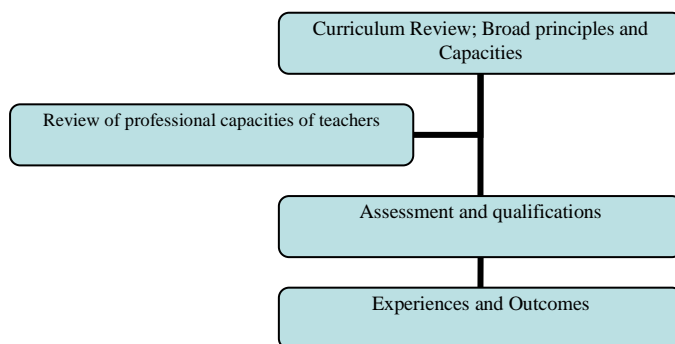 Curriculum Review; Broad principles and
Capacities
Review of professional capacities of teachers
Assessment and qualifications
Experiences and Outcomes